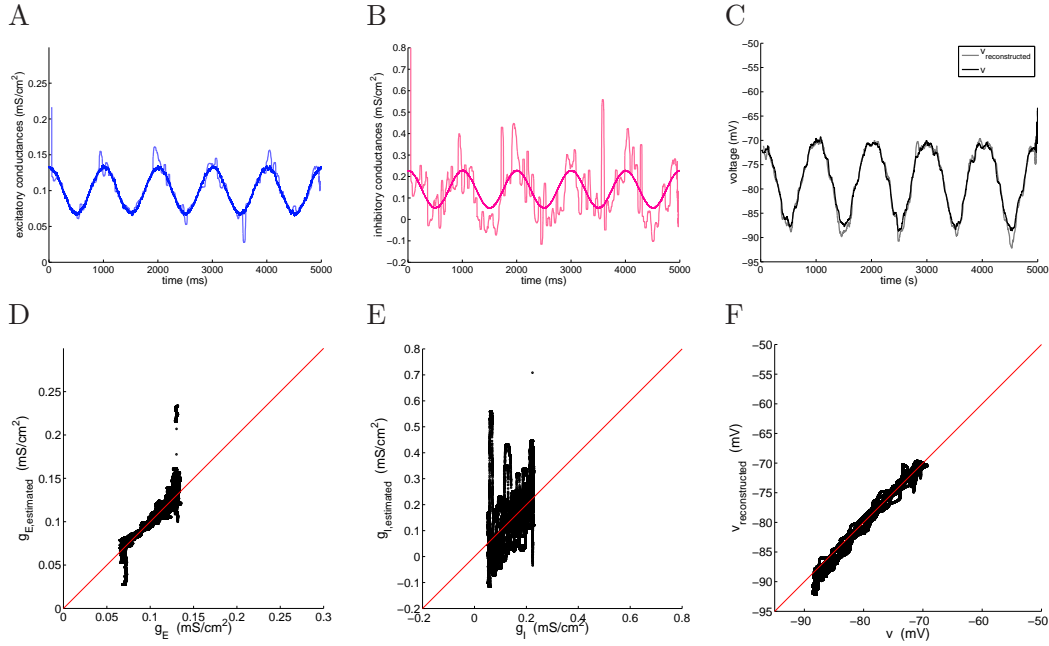 A
excitatory conductances (mS/cm²)
0.25
0.2
0.15
0.1
0.05
0
0 1000 2000 3000 4000 5000
time (ms)
B
inhibitory conductances (mS/cm²)
0.8
0.7
0.6
0.5
0.4
0.3
0.2
0.1
0
−0.1
−0.2
0 1000 2000 3000 4000 5000
time (ms)
C
voltage (mV)
−50
−55
−60
−65
−70
−75
−80
−85
−90
−95
0 1000 2000 3000 4000 5000
time (s)
v reconstructed
v
D
g E,estimated (mS/cm²)
0.25
0.2
0.15
0.1
0.05
0
0 0.05 0.1 0.15 0.2 0.25 0.3
g E (mS/cm²)
E
g I,estimated (mS/cm²)
0.8
0.7
0.6
0.5
0.4
0.3
0.2
0.1
0
−0.1
−0.2
−0.2 0 0.2 0.4 0.6 0.8
g I (mS/cm²)
F
v reconstructed (mV)
−50
−55
−60
−65
−70
−75
−80
−85
−90
−95
−90 −80 −70 −60 −50
v (mV)